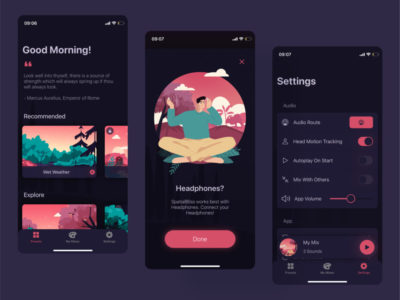 09:06
Good Morning!
Look well into thyself; there is a source of
strength which will always spring up if thou
wilt always look.
- Marcus Aurelius, Emperor of Rome
Recommended
Wet Weather
Explore
Presets
My Mixes
Settings
09:07
Headphones?
SpatialBliss works best with
Headphones. Connect your
Headphones!
Done
09:07
Settings
Audio
Audio Route
Head Motion Tracking
Autoplay On Start
Mix With Others
App Volume
App
My Mix
3 Sounds
Presets
My Mixes
Settings